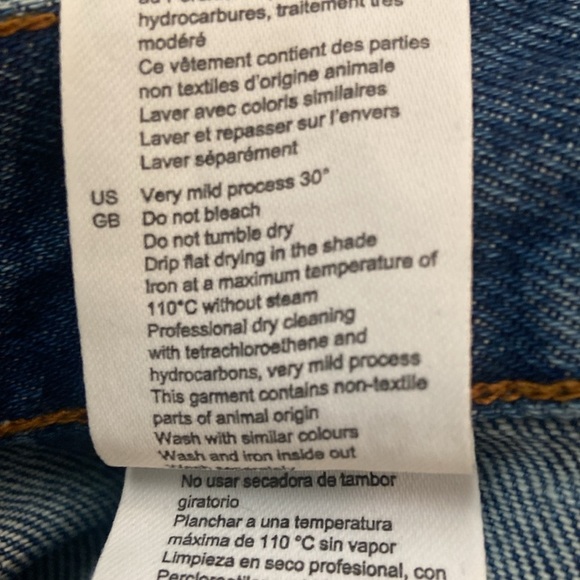 hydrocarbures, traitement très
modéré
Ce vêtement contient des parties
non textiles d'origine animale
Laver avec coloris similaires
Laver et repasser sur l'envers
Laver séparément
US Very mild process 30°
GB Do not bleach
Do not tumble dry
Drip flat drying in the shade
Iron at a maximum temperature of
110°C without steam
Professional dry cleaning
with tetrachloroethene and
hydrocarbons, very mild process
This garment contains non-textile
parts of animal origin
Wash with similar colours
Wash and iron inside out
No usar secadora de tambor
giratorio
Planchar a una temperatura
máxima de 110 °C sin vapor
Limpieza en seco profesional, con